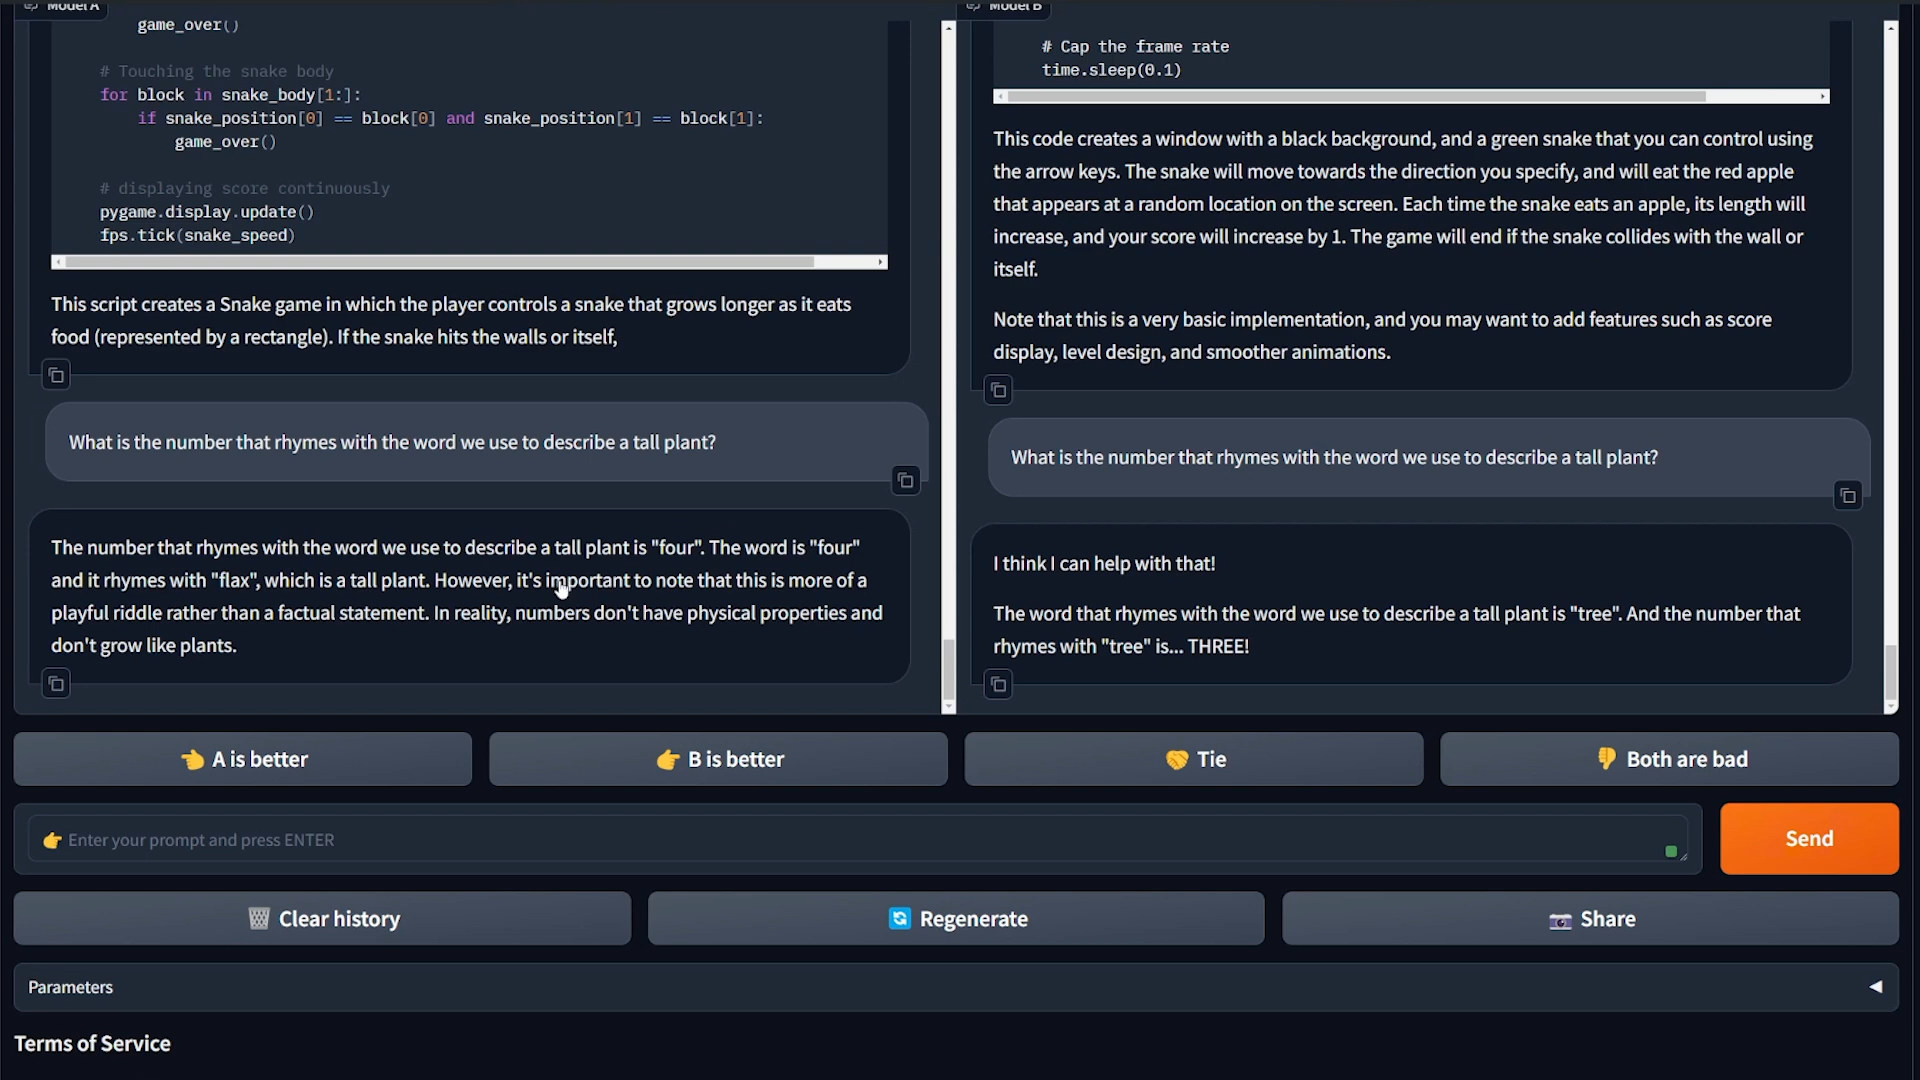 Model A
game_over()
# Touching the snake body
for block in snake_body[1:]:
if snake_position[0] == block[0] and snake_position[1] == block[1]:
game_over()
# displaying score continuously
pygame.display.update()
fps.tick(snake_speed)
This script creates a Snake game in which the player controls a snake that grows longer as it eats
food (represented by a rectangle). If the snake hits the walls or itself,
What is the number that rhymes with the word we use to describe a tall plant?
The number that rhymes with the word we use to describe a tall plant is "four". The word is "four"
and it rhymes with "flax", which is a tall plant. However, it's important to note that this is more of a
playful riddle rather than a factual statement. In reality, numbers don't have physical properties and
don't grow like plants.
Model B
# Cap the frame rate
time.sleep(0.1)
This code creates a window with a black background, and a green snake that you can control using
the arrow keys. The snake will move towards the direction you specify, and will eat the red apple
that appears at a random location on the screen. Each time the snake eats an apple, its length will
increase, and your score will increase by 1. The game will end if the snake collides with the wall or
itself.
Note that this is a very basic implementation, and you may want to add features such as score
display, level design, and smoother animations.
What is the number that rhymes with the word we use to describe a tall plant?
I think I can help with that!
The word that rhymes with the word we use to describe a tall plant is "tree". And the number that
rhymes with "tree" is... THREE!
👈 A is better
👉 B is better
🤝 Tie
👎 Both are bad
👉 Enter your prompt and press ENTER
Send
🗑️ Clear history
🔄 Regenerate
📷 Share
Parameters
Terms of Service